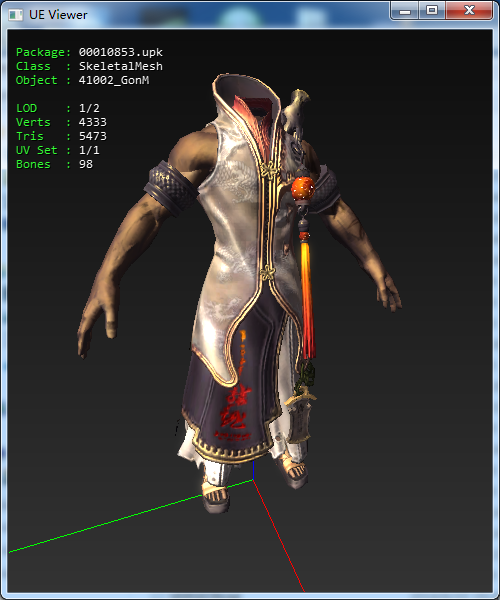 UE Viewer
Package: 00010853.upk
Class : SkeletalMesh
Object : 41002_GonM
LOD : 1/2
Verts : 4333
Tris : 5473
UV Set : 1/1
Bones : 98